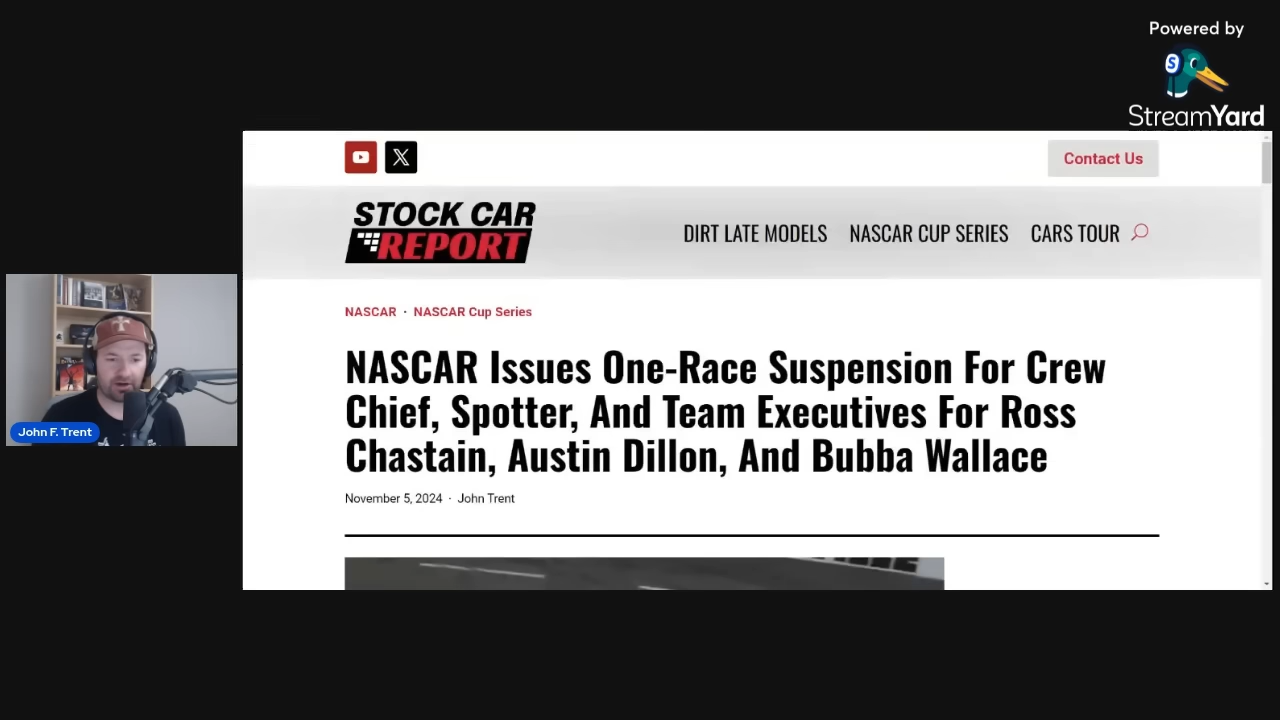 Powered by
StreamYard
Contact Us
STOCK CAR
REPORT
DIRT LATE MODELS NASCAR CUP SERIES CARS TOUR
NASCAR · NASCAR Cup Series
NASCAR Issues One-Race Suspension For Crew
Chief, Spotter, And Team Executives For Ross
Chastain, Austin Dillon, And Bubba Wallace
November 5, 2024 · John Trent
John F. Trent